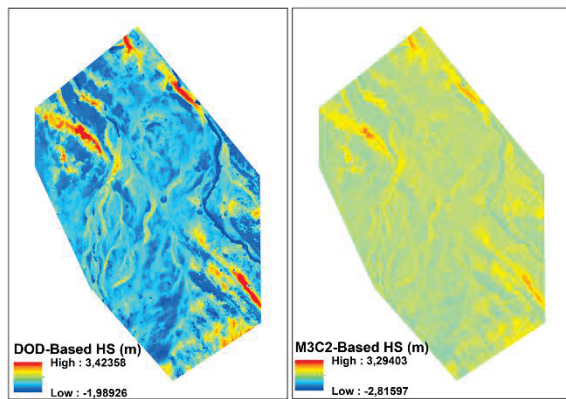 DOD-Based HS (m)
High : 3,42358
Low : -1,98926
M3C2-Based HS (m)
High : 3,29403
Low : -2,81597